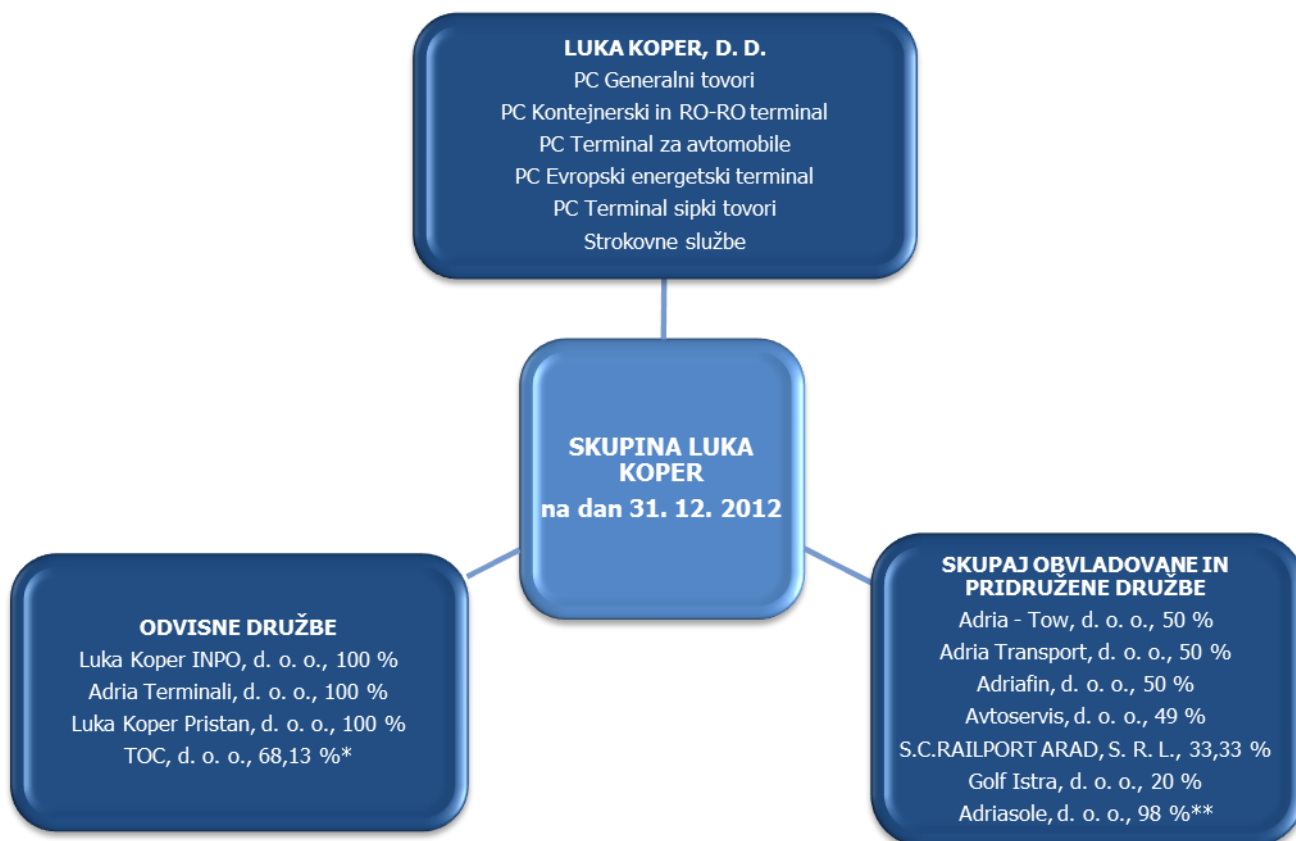 LUKA KOPER, D. D.
PC Generalni tovori
PC Kontejnerski in RO-RO terminal
PC Terminal za avtomobile
PC Evropski energetski terminal
PC Terminal sipki tovori
Strokovne službe
SKUPINA LUKA
KOPER
na dan 31. 12. 2012
ODVISNE DRUŽBE
Luka Koper INPO, d. o. o., 100 %
Adria Terminali, d. o. o., 100 %
Luka Koper Pristan, d. o. o., 100 %
TOC, d. o. o., 68,13 %*
SKUPAJ OBVLADOVANE IN
PRIDRUŽENE DRUŽBE
Adria - Tow, d. o. o., 50 %
Adria Transport, d. o. o., 50 %
Adriafin, d. o. o., 50 %
Avtoservis, d. o. o., 49 %
S.C.RAILPORT ARAD, S. R. L., 33,33 %
Golf Istra, d. o. o., 20 %
Adriasole, d. o. o., 98 %**